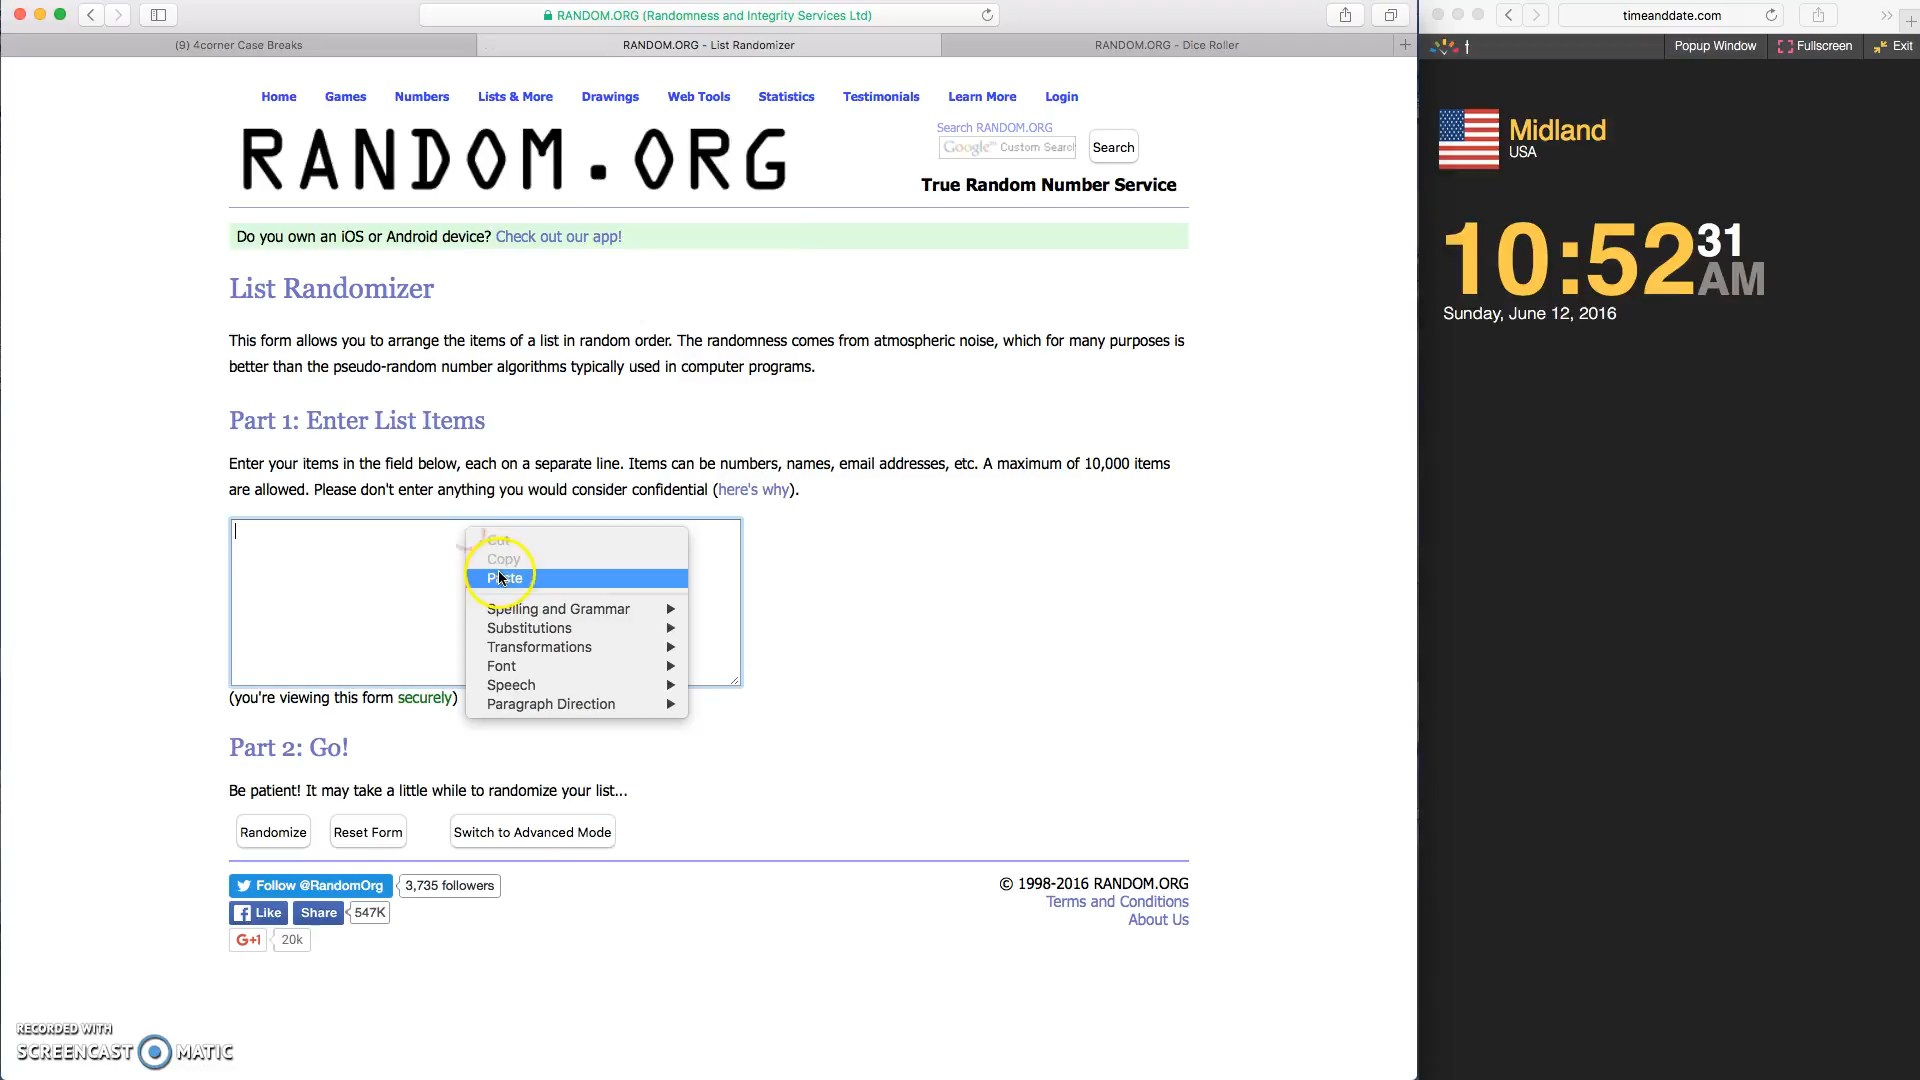 RANDOM.ORG (Randomness and Integrity Services Ltd)
timeanddate.com
(9) 4corner Case Breaks
RANDOM.ORG - List Randomizer
RANDOM.ORG - Dice Roller
Popup Window
Fullscreen
Exit
Home
Games
Numbers
Lists & More
Drawings
Web Tools
Statistics
Testimonials
Learn More
Login
RANDOM.ORG
Search RANDOM.ORG
Google™ Custom Search
Search
True Random Number Service
Midland
USA
10:52 31
AM
Sunday, June 12, 2016
Do you own an iOS or Android device? Check out our app!
List Randomizer
This form allows you to arrange the items of a list in random order. The randomness comes from atmospheric noise, which for many purposes is
better than the pseudo-random number algorithms typically used in computer programs.
Part 1: Enter List Items
Enter your items in the field below, each on a separate line. Items can be numbers, names, email addresses, etc. A maximum of 10,000 items
are allowed. Please don't enter anything you would consider confidential (here's why).
Cut
Copy
Paste
Spelling and Grammar
Substitutions
Transformations
Font
Speech
Paragraph Direction
(you're viewing this form securely)
Part 2: Go!
Be patient! It may take a little while to randomize your list...
Randomize
Reset Form
Switch to Advanced Mode
Follow @RandomOrg
3,735 followers
Like
Share
547K
G+1
20k
© 1998-2016 RANDOM.ORG
Terms and Conditions
About Us
RECORDED WITH
SCREENCAST MATIC